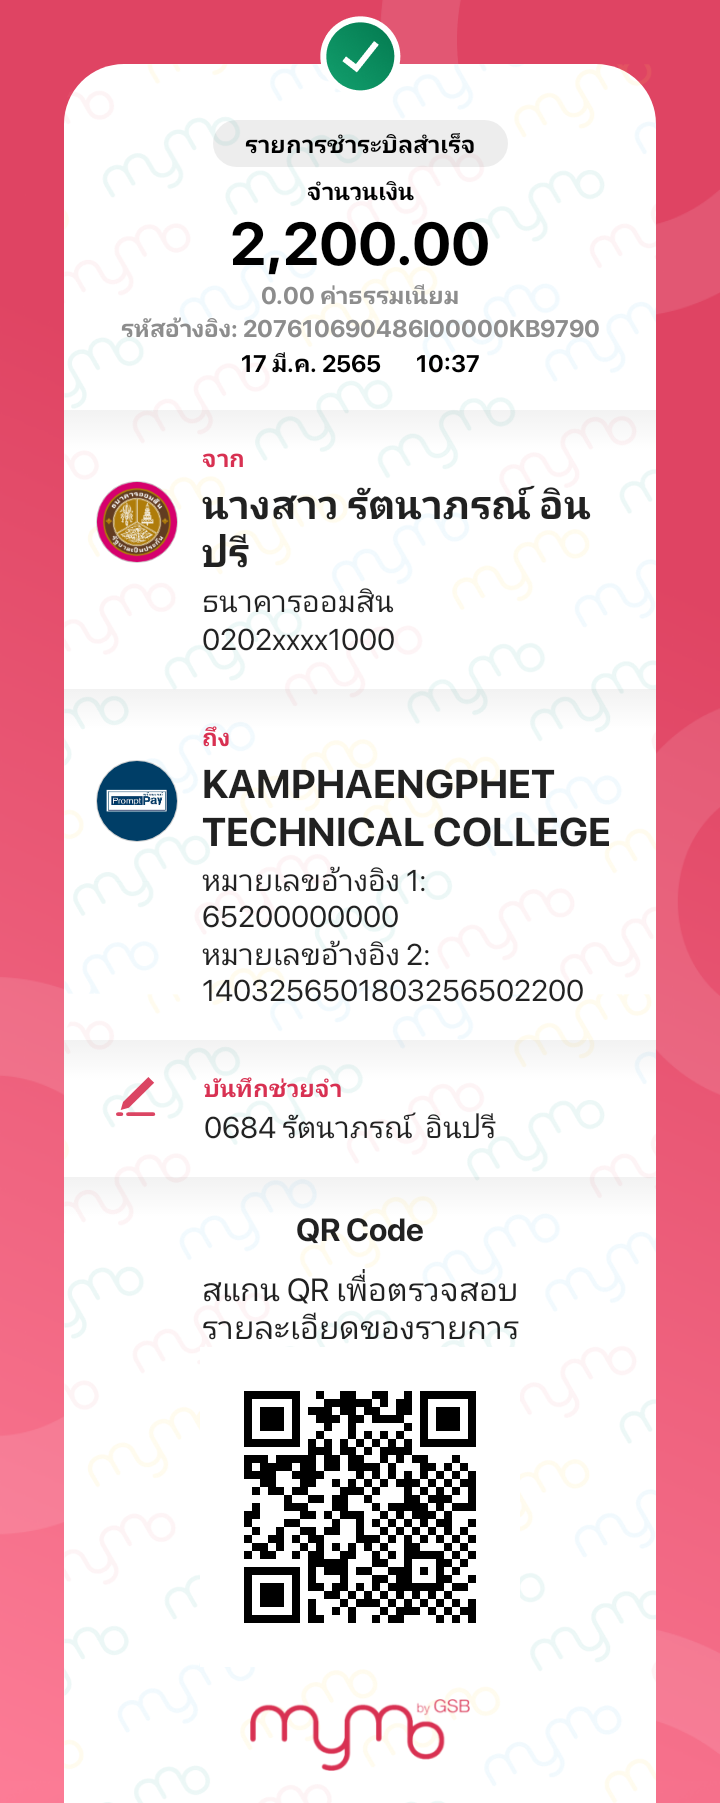 รายการชำระบิลสำเร็จ
จำนวนเงิน
2,200.00
0.00 ค่าธรรมเนียม
รหัสอ้างอิง: 207610690486I00000KB9790
17 มี.ค. 2565 10:37
จาก
นางสาว รัตนาภรณ์ อิน
ปรี
ธนาคารออมสิน
0202xxxx1000
ถึง
PromptPay
KAMPHAENGPHET
TECHNICAL COLLEGE
หมายเลขอ้างอิง 1:
65200000000
หมายเลขอ้างอิง 2:
1403256501803256502200
บันทึกช่วยจำ
0684 รัตนาภรณ์ อินปรี
QR Code
สแกน QR เพื่อตรวจสอบ
รายละเอียดของรายการ
mymo by GSB